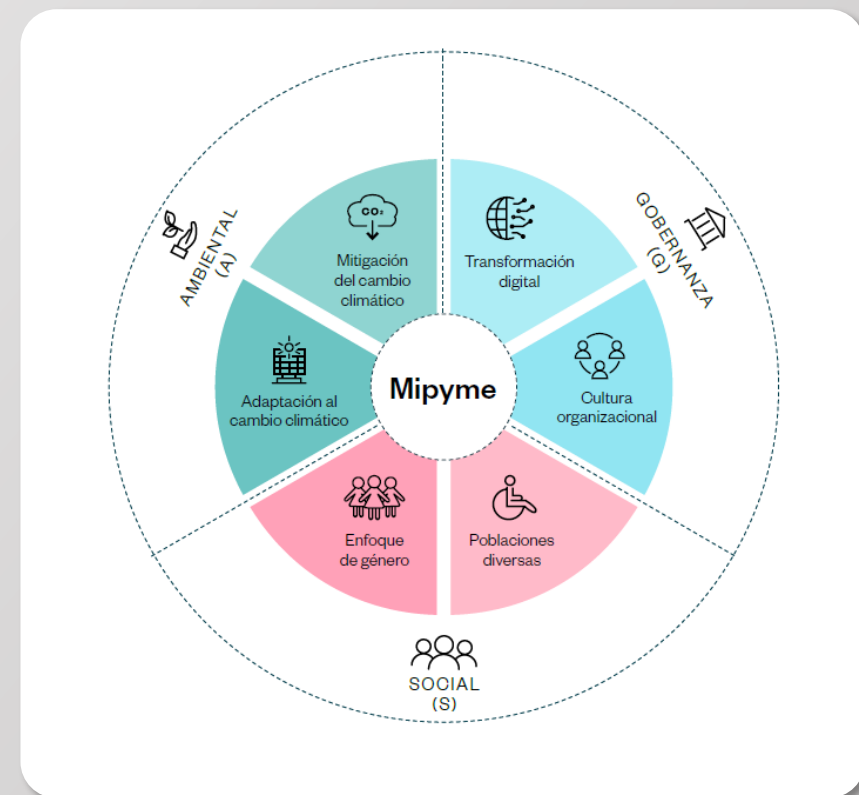 AMBIENTAL
(A)
GOBERNANZA
(G)
CO₂
Mitigación
del cambio
climático
Transformación
digital
Adaptación al
cambio climático
Mipyme
Cultura
organizacional
Enfoque
de género
Poblaciones
diversas
SOCIAL
(S)